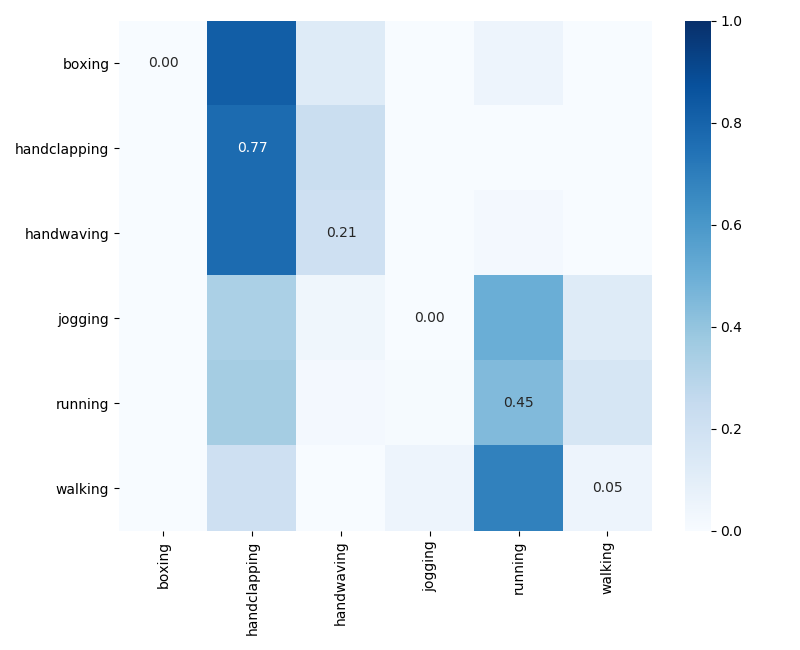 boxing
handclapping
handwaving
jogging
running
walking
0.00
0.77
0.21
0.00
0.45
0.05
boxing
handclapping
handwaving
jogging
running
walking
1.0
0.8
0.6
0.4
0.2
0.0